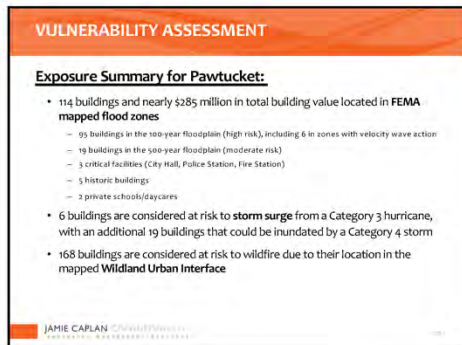 VULNERABILITY ASSESSMENT
Exposure Summary for Pawtucket:
• 114 buildings and nearly $285 million in total building value located in FEMA
mapped flood zones
– 95 buildings in the 100-year floodplain (high risk), including 6 in zones with velocity wave action
– 19 buildings in the 500-year floodplain (moderate risk)
– 3 critical facilities (City Hall, Police Station, Fire Station)
– 5 historic buildings
– 2 private schools/daycares
• 6 buildings are considered at risk to storm surge from a Category 3 hurricane,
with an additional 19 buildings that could be inundated by a Category 4 storm
• 168 buildings are considered at risk to wildfire due to their location in the
mapped Wildland Urban Interface
JAMIE CAPLAN